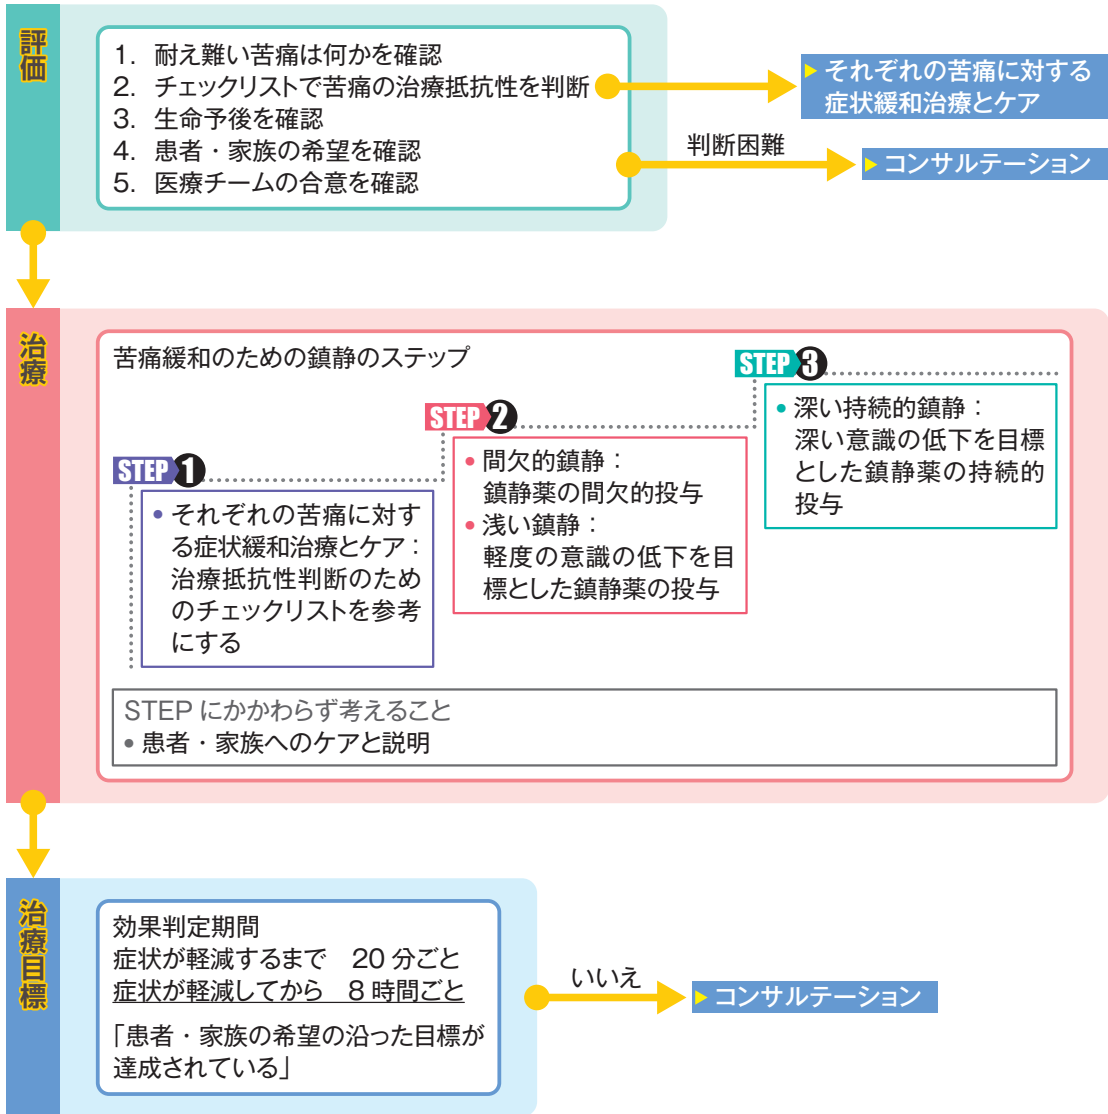 評価
1. 耐え難い苦痛は何かを確認
2. チェックリストで苦痛の治療抵抗性を判断
3. 生命予後を確認
4. 患者・家族の希望を確認
5. 医療チームの合意を確認
それぞれの苦痛に対する
症状緩和治療とケア
判断困難
コンサルテーション
治療
苦痛緩和のための鎮静のステップ
STEP 1
• それぞれの苦痛に対す
る症状緩和治療とケア：
治療抵抗性判断のため
のチェックリストを参考
にする
STEP 2
• 間欠的鎮静：
鎮静薬の間欠的投与
• 浅い鎮静：
軽度の意識の低下を目
標とした鎮静薬の投与
STEP 3
• 深い持続的鎮静：
深い意識の低下を目標
とした鎮静薬の持続的
投与
STEP にかかわらず考えること
• 患者・家族へのケアと説明
治療目標
効果判定期間
症状が軽減するまで　20 分ごと
症状が軽減してから　8 時間ごと
「患者・家族の希望の沿った目標が
達成されている」
いいえ
コンサルテーション